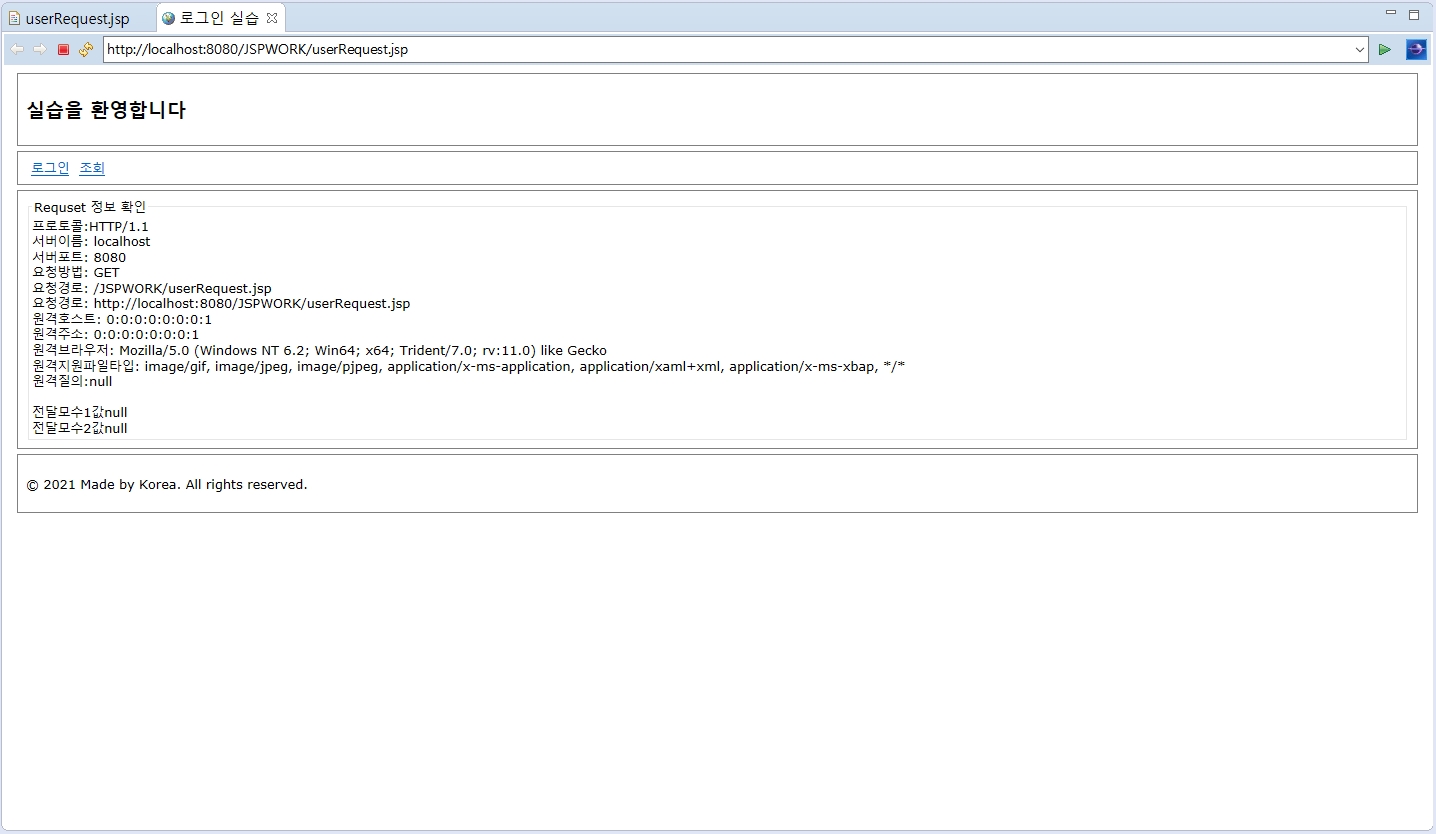 userRequest.jsp
로그인 실습
http://localhost:8080/JSPWORK/userRequest.jsp
실습을 환영합니다
로그인 조회
Requset 정보 확인
프로토콜:HTTP/1.1
서버이름: localhost
서버포트: 8080
요청방법: GET
요청경로: /JSPWORK/userRequest.jsp
요청경로: http://localhost:8080/JSPWORK/userRequest.jsp
원격호스트: 0:0:0:0:0:0:0:1
원격주소: 0:0:0:0:0:0:0:1
원격브라우저: Mozilla/5.0 (Windows NT 6.2; Win64; x64; Trident/7.0; rv:11.0) like Gecko
원격지원파일타입: image/gif, image/jpeg, image/pjpeg, application/x-ms-application, application/xaml+xml, application/x-ms-xbap, */*
원격질의:null
전달모수1값null
전달모수2값null
© 2021 Made by Korea. All rights reserved.